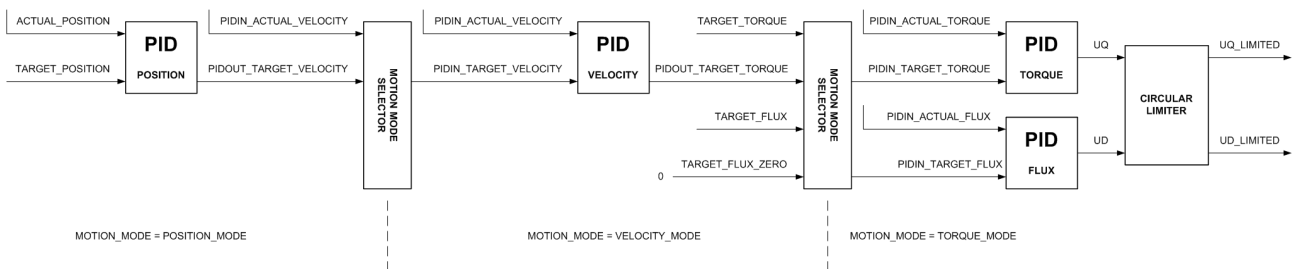 ACTUAL_POSITION
PIDIN_ACTUAL_VELOCITY
PIDIN_ACTUAL_VELOCITY
TARGET_TORQUE
PIDIN_ACTUAL_TORQUE
PID
POSITION
PID
VELOCITY
PID
TORQUE
UQ
UQ_LIMITED
TARGET_POSITION
PIDOUT_TARGET_VELOCITY
PIDIN_TARGET_VELOCITY
PIDOUT_TARGET_TORQUE
PIDIN_TARGET_TORQUE
MOTION MODE
SELECTOR
MOTION MODE
SELECTOR
CIRCULAR
LIMITER
TARGET_FLUX
PIDIN_ACTUAL_FLUX
PID
FLUX
UD
UD_LIMITED
0
TARGET_FLUX_ZERO
PIDIN_TARGET_FLUX
MOTION_MODE = POSITION_MODE
MOTION_MODE = VELOCITY_MODE
MOTION_MODE = TORQUE_MODE